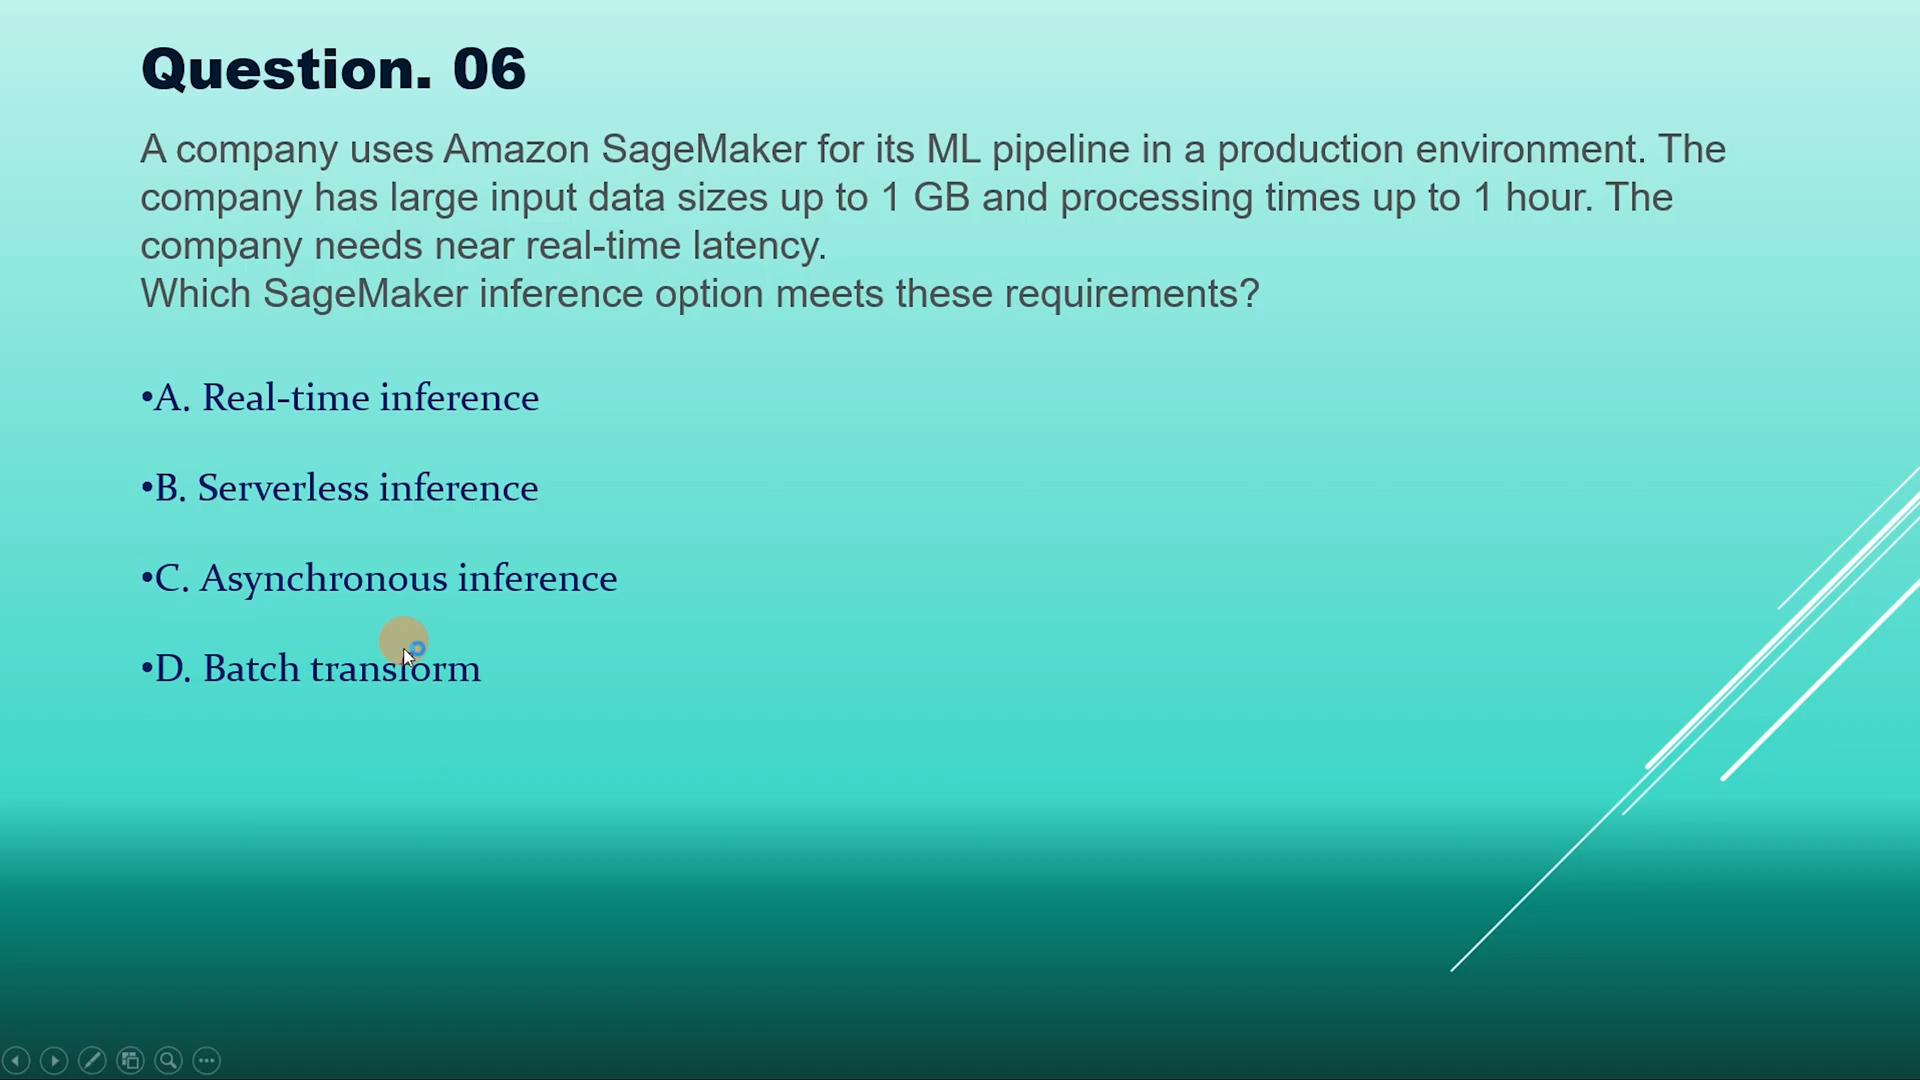 Question. 06
A company uses Amazon SageMaker for its ML pipeline in a production environment. The
company has large input data sizes up to 1 GB and processing times up to 1 hour. The
company needs near real-time latency.
Which SageMaker inference option meets these requirements?
•A. Real-time inference
•B. Serverless inference
•C. Asynchronous inference
•D. Batch transform